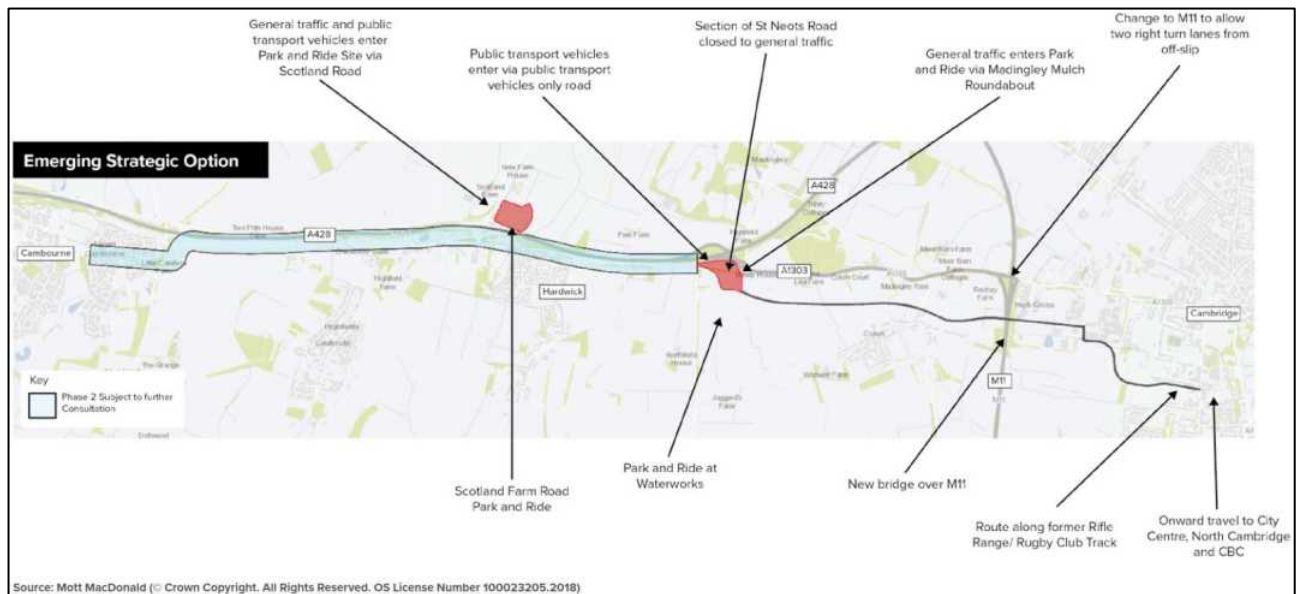 General traffic and public
transport vehicles enter
Park and Ride Site via
Scotland Road
Public transport vehicles
enter via public transport
vehicles only road
Section of St Neots Road
closed to general traffic
General traffic enters Park
and Ride via Madingley Mulch
Roundabout
Change to M11 to allow
two right turn lanes from
off-slip
Emerging Strategic Option
Madingley
A428
A428
Cambourne
Hardwick
A1303
Cambridge
M11
Key
Phase 2 Subject to further
Consultation
Scotland Farm Road
Park and Ride
Park and Ride at
Waterworks
New bridge over M11
Route along former Rifle
Range/ Rugby Club Track
Onward travel to City
Centre, North Cambridge
and CBC
Source: Mott MacDonald (© Crown Copyright. All Rights Reserved. OS License Number 100023205.2018)